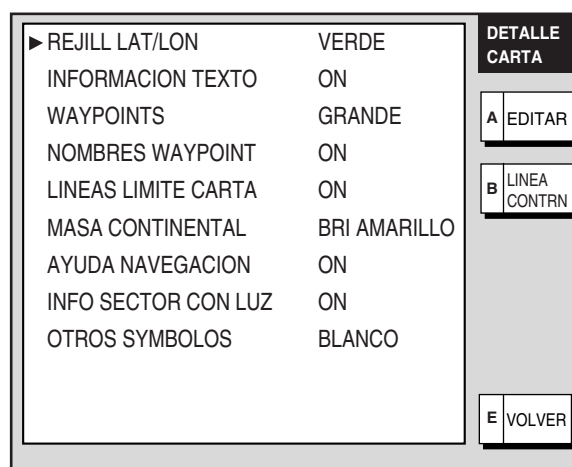 ►REJILL LAT/LON VERDE
INFORMACION TEXTO ON
WAYPOINTS GRANDE
NOMBRES WAYPOINT ON
LINEAS LIMITE CARTA ON
MASA CONTINENTAL BRI AMARILLO
AYUDA NAVEGACION ON
INFO SECTOR CON LUZ ON
OTROS SYMBOLOS BLANCO
DETALLE
CARTA
A EDITAR
B LINEA
CONTRN
E VOLVER